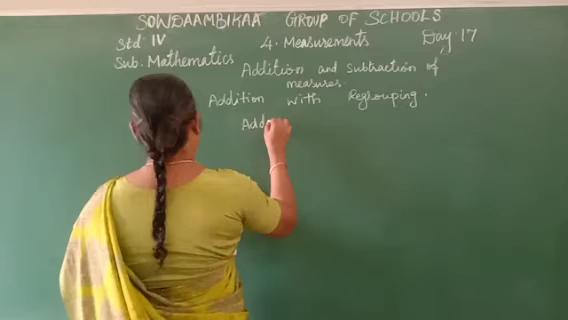 SOWDAAMBIKAA GROUP OF SCHOOLS
Std IV 4. Measurements Day 17
Sub. Mathematics
Addition and subtraction of
measures.
Addition with Regrouping.
Add